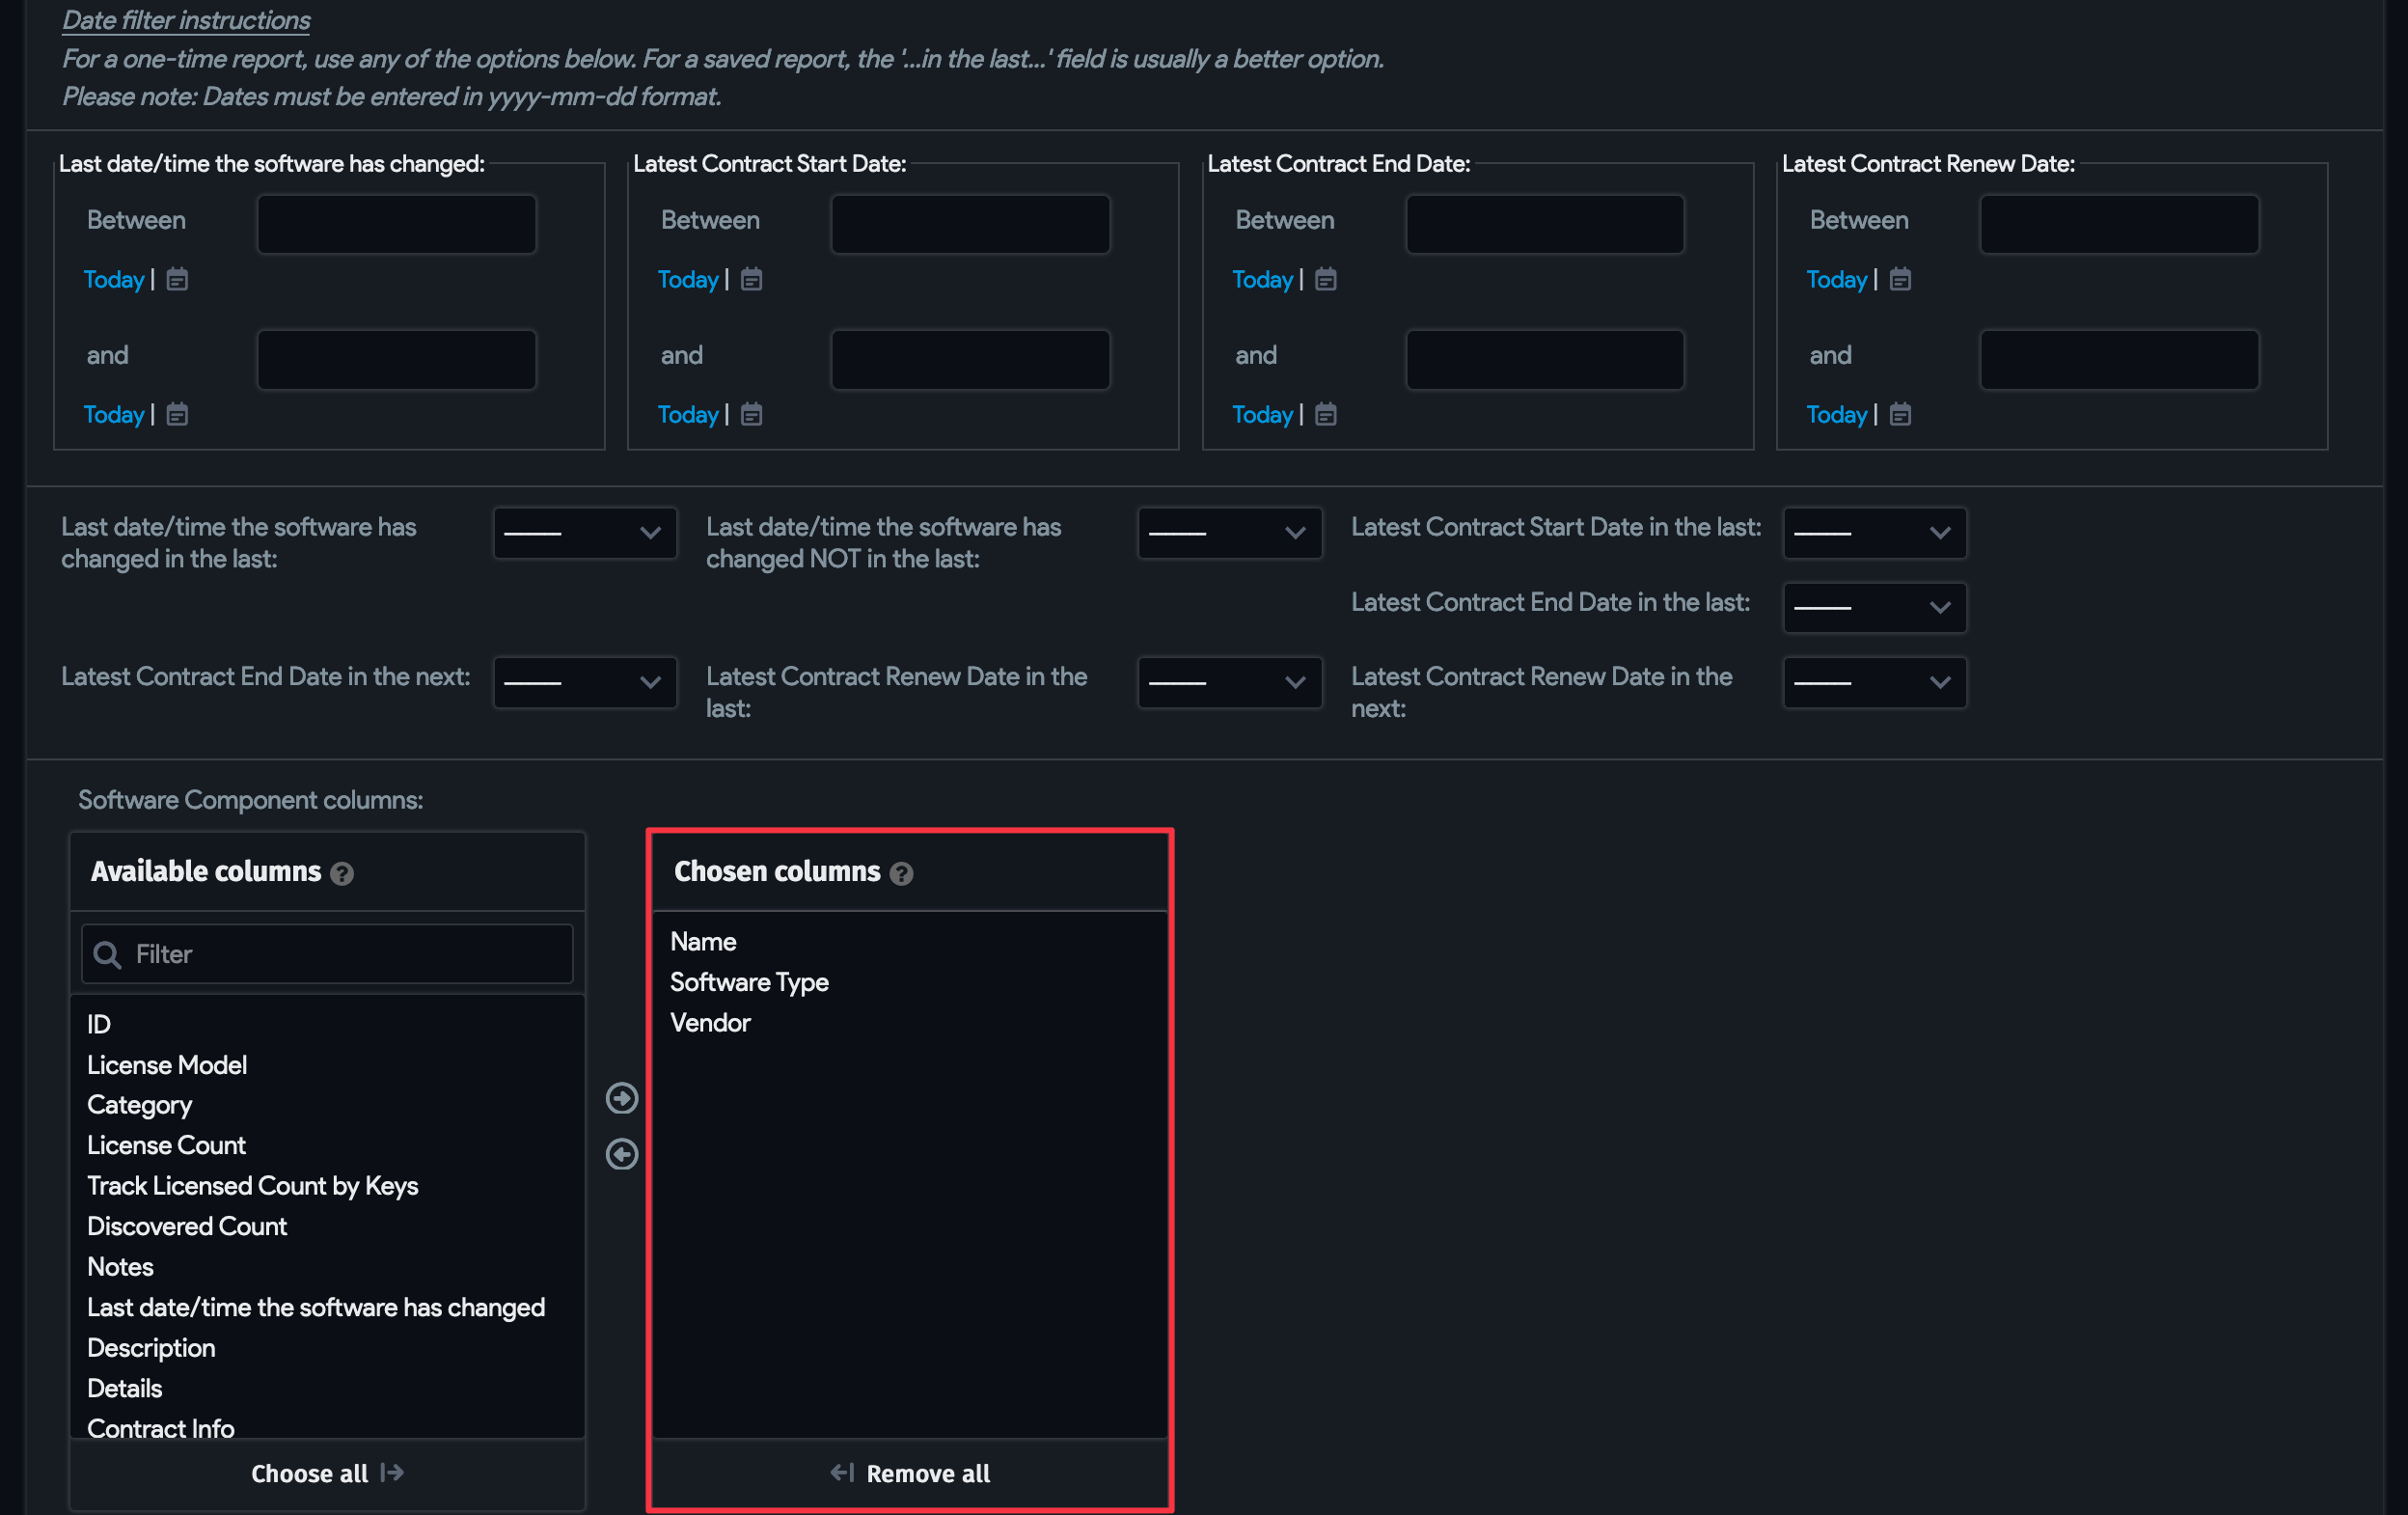 Date filter instructions
For a one-time report, use any of the options below. For a saved report, the '...in the last...' field is usually a better option.
Please note: Dates must be entered in yyyy-mm-dd format.
Last date/time the software has changed:
Between
Today |
and
Today |
Latest Contract Start Date:
Between
Today |
and
Today |
Latest Contract End Date:
Between
Today |
and
Today |
Latest Contract Renew Date:
Between
Today |
and
Today |
Last date/time the software has
changed in the last:
---------
Last date/time the software has
changed NOT in the last:
---------
Latest Contract Start Date in the last:
---------
Latest Contract End Date in the last:
---------
Latest Contract End Date in the next:
---------
Latest Contract Renew Date in the
last:
---------
Latest Contract Renew Date in the
next:
---------
Software Component columns:
Available columns ?
Filter
ID
License Model
Category
License Count
Track Licensed Count by Keys
Discovered Count
Notes
Last date/time the software has changed
Description
Details
Contract Info
Choose all
Chosen columns ?
Name
Software Type
Vendor
Remove all